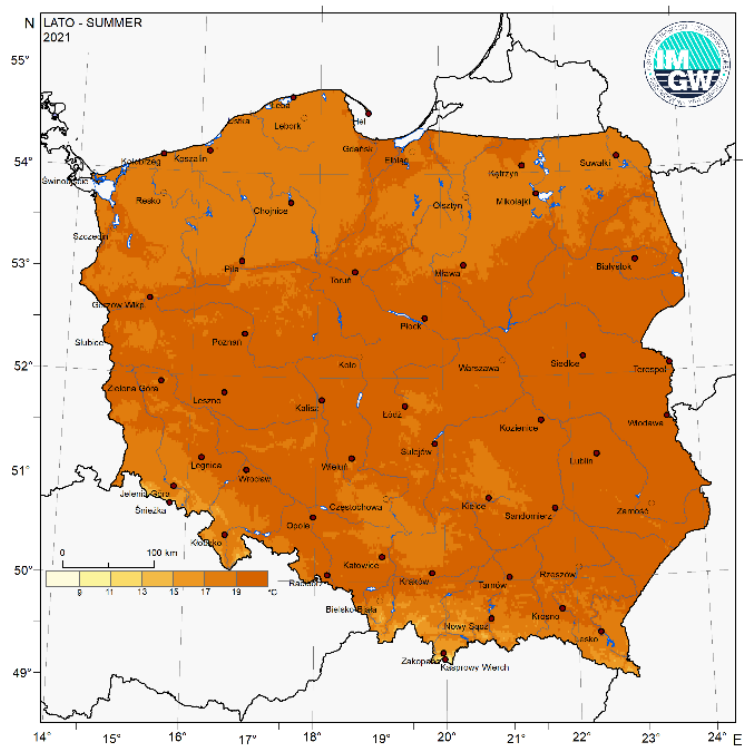 N
LATO - SUMMER
2021
IM
GW
55°
54°
53°
52°
51°
50°
49°
Łeba
Ustka
Lębork
Hel
Gdańsk
Elbląg
Kołobrzeg
Koszalin
Kętrzyn
Suwałki
Świnoujście
Resko
Chojnice
Olsztyn
Mikołajki
Szczecin
Piła
Toruń
Mława
Białystok
Gorzów Wlkp.
Płock
Słubice
Poznań
Koło
Warszawa
Siedlce
Terespol
Zielona Góra
Leszno
Kalisz
Łódź
Kozienice
Włodawa
Legnica
Wrocław
Wieluń
Sulejów
Lublin
Jelenia Góra
Śnieżka
Częstochowa
Kielce
Sandomierz
Zamość
Opole
Kłodzko
Katowice
Kraków
Tarnów
Rzeszów
Racibórz
Bielsko-Biała
Nowy Sącz
Krosno
Lesko
Zakopane
Kasprowy Wierch
0 100 km
9 11 13 15 17 19 °C
14° 15° 16° 17° 18° 19° 20° 21° 22° 23° 24° E